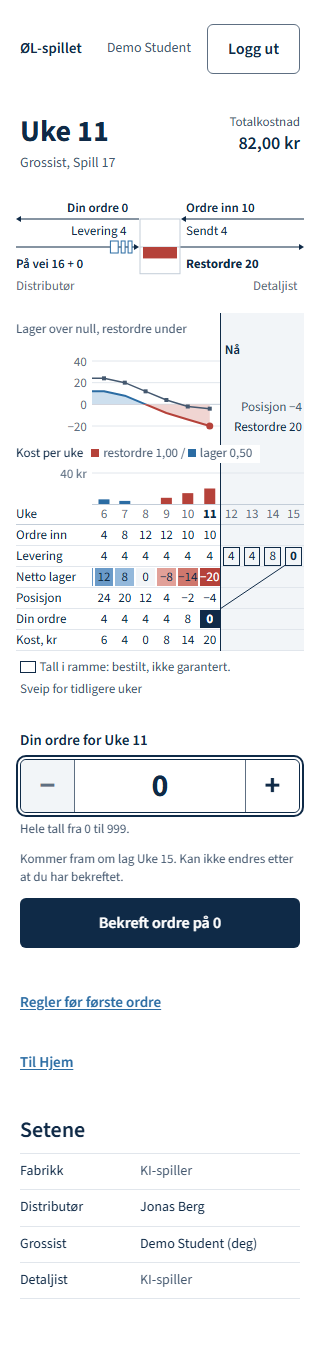 ØL-spillet Demo Student Logg ut
Uke 11 Totalkostnad
Grossist, Spill 17 82,00 kr
Din ordre 0 Ordre inn 10
Levering 4 Sendt 4
På vei 16 + 0 Restordre 20
Distributør Detaljist
Lager over null, restordre under
Nå
40
20
0 Posisjon −4
−20 Restordre 20
Kost per uke restordre 1,00 / lager 0,50
40 kr
Uke 6 7 8 9 10 11 12 13 14 15
Ordre inn 4 8 12 12 10 10
Levering 4 4 4 4 4 4 4 4 8 0
Netto lager 12 8 0 −8 −14 −20
Posisjon 24 20 12 4 −2 −4
Din ordre 4 4 4 4 8 0
Kost, kr 6 4 0 8 14 20
Tall i ramme: bestilt, ikke garantert.
Sveip for tidligere uker
Din ordre for Uke 11
− 0 +
Hele tall fra 0 til 999.
Kommer fram om lag Uke 15. Kan ikke endres etter
at du har bekreftet.
Bekreft ordre på 0
Regler før første ordre
Til Hjem
Setene
Fabrikk KI-spiller
Distributør Jonas Berg
Grossist Demo Student (deg)
Detaljist KI-spiller